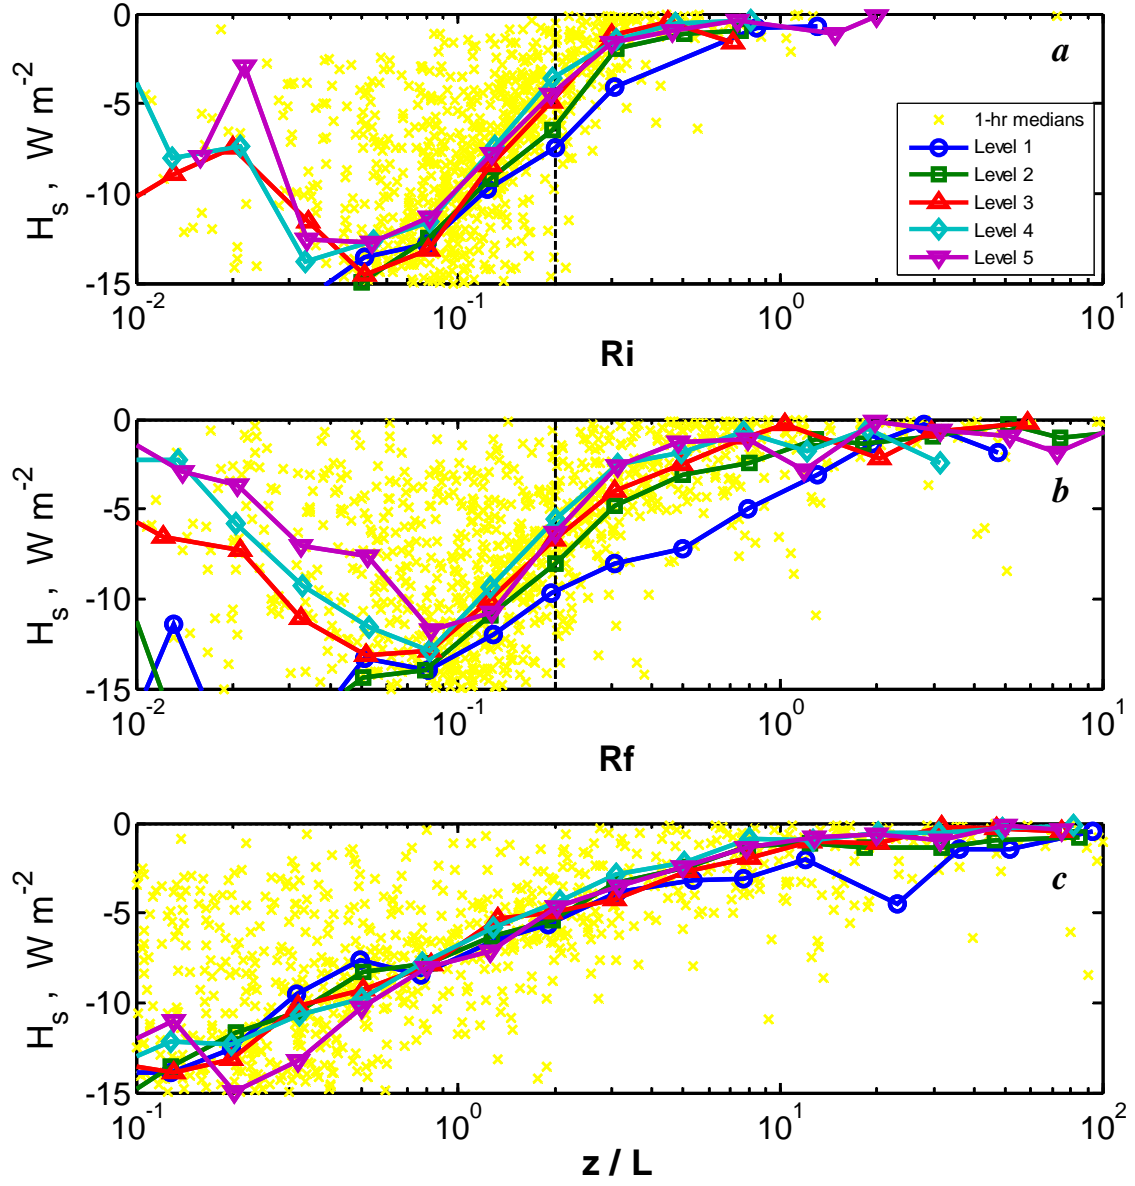 0
-5
-10
-15
H_s , W m^-2
a
1-hr medians
Level 1
Level 2
Level 3
Level 4
Level 5
10^-2
10^-1
10^0
10^1
Ri
0
-5
-10
-15
H_s , W m^-2
b
10^-2
10^-1
10^0
10^1
Rf
0
-5
-10
-15
H_s , W m^-2
c
10^-1
10^0
10^1
10^2
z / L